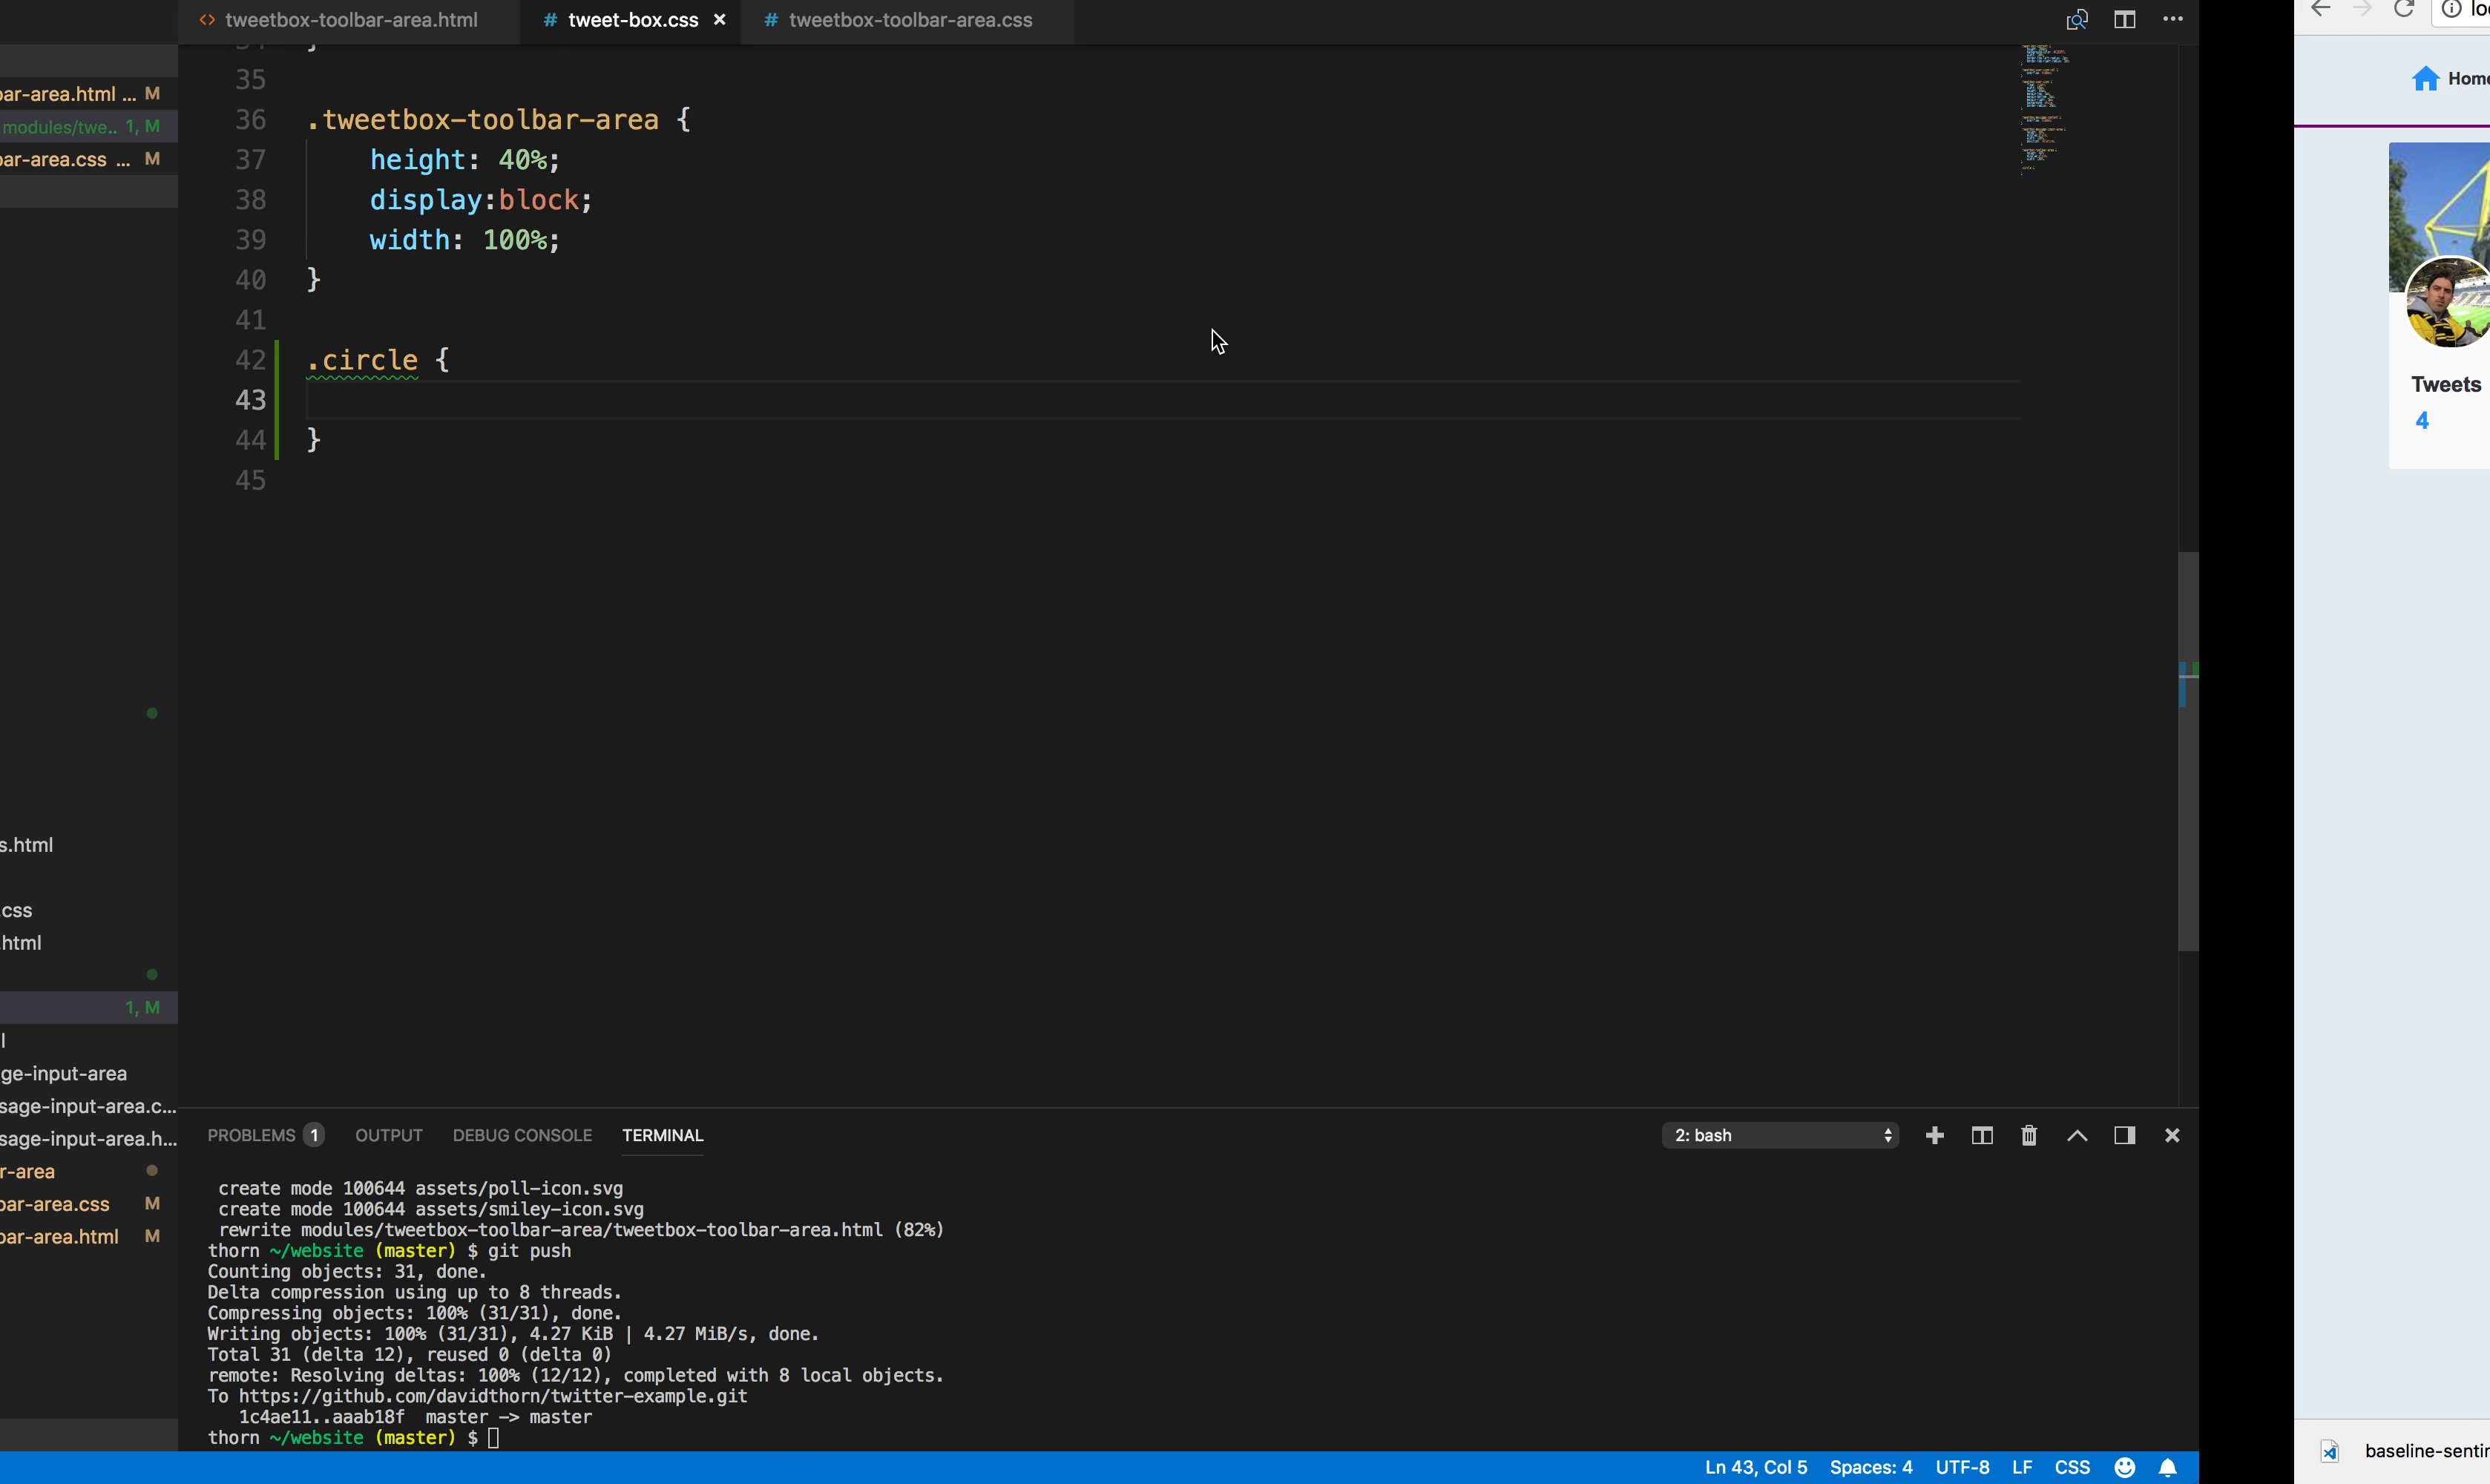 tweetbox-toolbar-area.html
# tweet-box.css ×
# tweetbox-toolbar-area.css
bar-area.html ... M
modules/twe.. 1, M
bar-area.css ... M
s.html
.css
.html
1, M
l
ge-input-area
sage-input-area.c...
sage-input-area.h...
r-area
bar-area.css M
bar-area.html M
35
36 .tweetbox-toolbar-area {
37 height: 40%;
38 display:block;
39 width: 100%;
40 }
41
42 .circle {
43
44 }
45
PROBLEMS 1 OUTPUT DEBUG CONSOLE TERMINAL
2: bash
create mode 100644 assets/poll-icon.svg
create mode 100644 assets/smiley-icon.svg
rewrite modules/tweetbox-toolbar-area/tweetbox-toolbar-area.html (82%)
thorn ~/website (master) $ git push
Counting objects: 31, done.
Delta compression using up to 8 threads.
Compressing objects: 100% (31/31), done.
Writing objects: 100% (31/31), 4.27 KiB | 4.27 MiB/s, done.
Total 31 (delta 12), reused 0 (delta 0)
remote: Resolving deltas: 100% (12/12), completed with 8 local objects.
To https://github.com/davidthorn/twitter-example.git
1c4ae11..aaab18f master -> master
thorn ~/website (master) $
Ln 43, Col 5 Spaces: 4 UTF-8 LF CSS
lo
Home
Tweets
4
baseline-senti